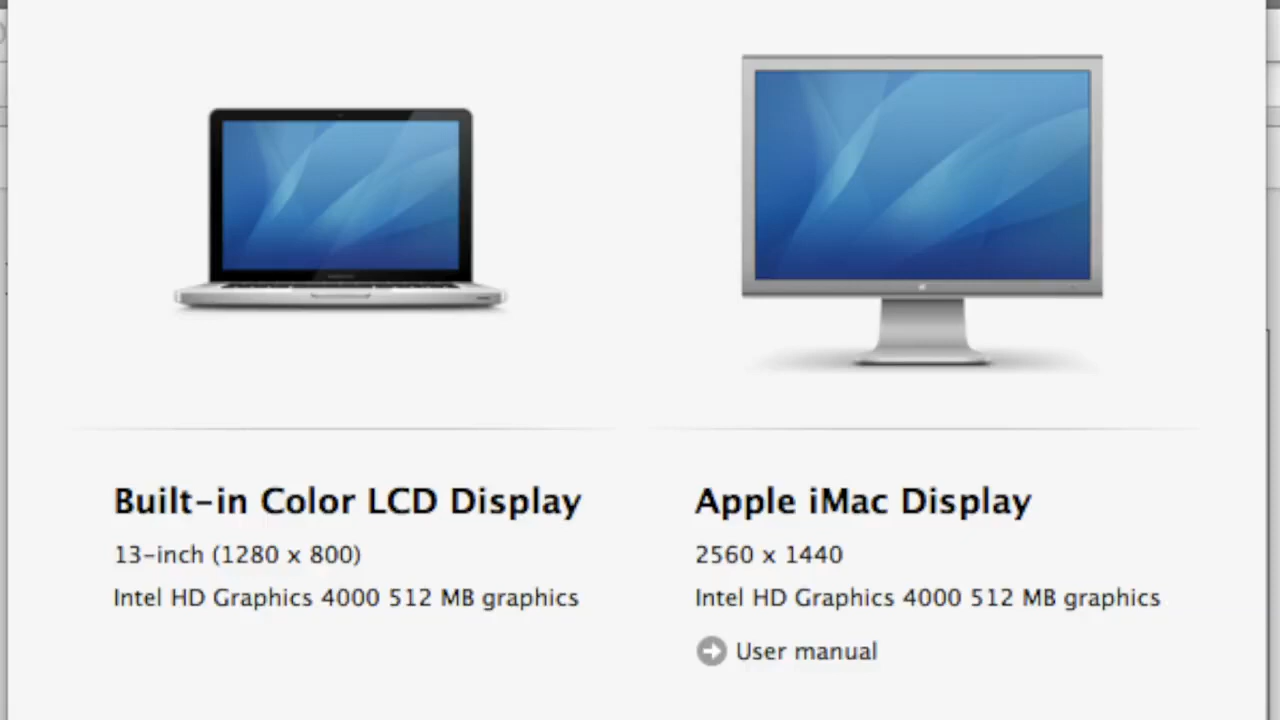 Built-in Color LCD Display
13-inch (1280 x 800)
Intel HD Graphics 4000 512 MB graphics
Apple iMac Display
2560 x 1440
Intel HD Graphics 4000 512 MB graphics
User manual